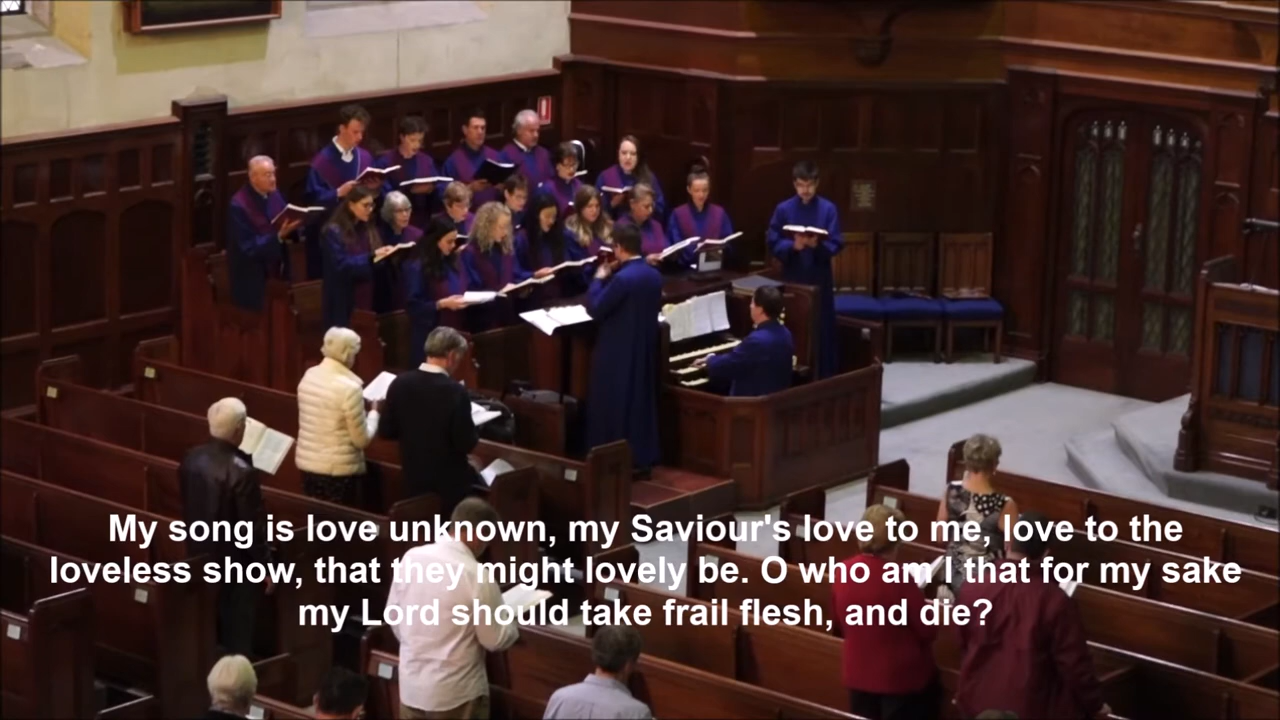 My song is love unknown, my Saviour's love to me, love to the
loveless show, that they might lovely be. O who am I that for my sake
my Lord should take frail flesh, and die?